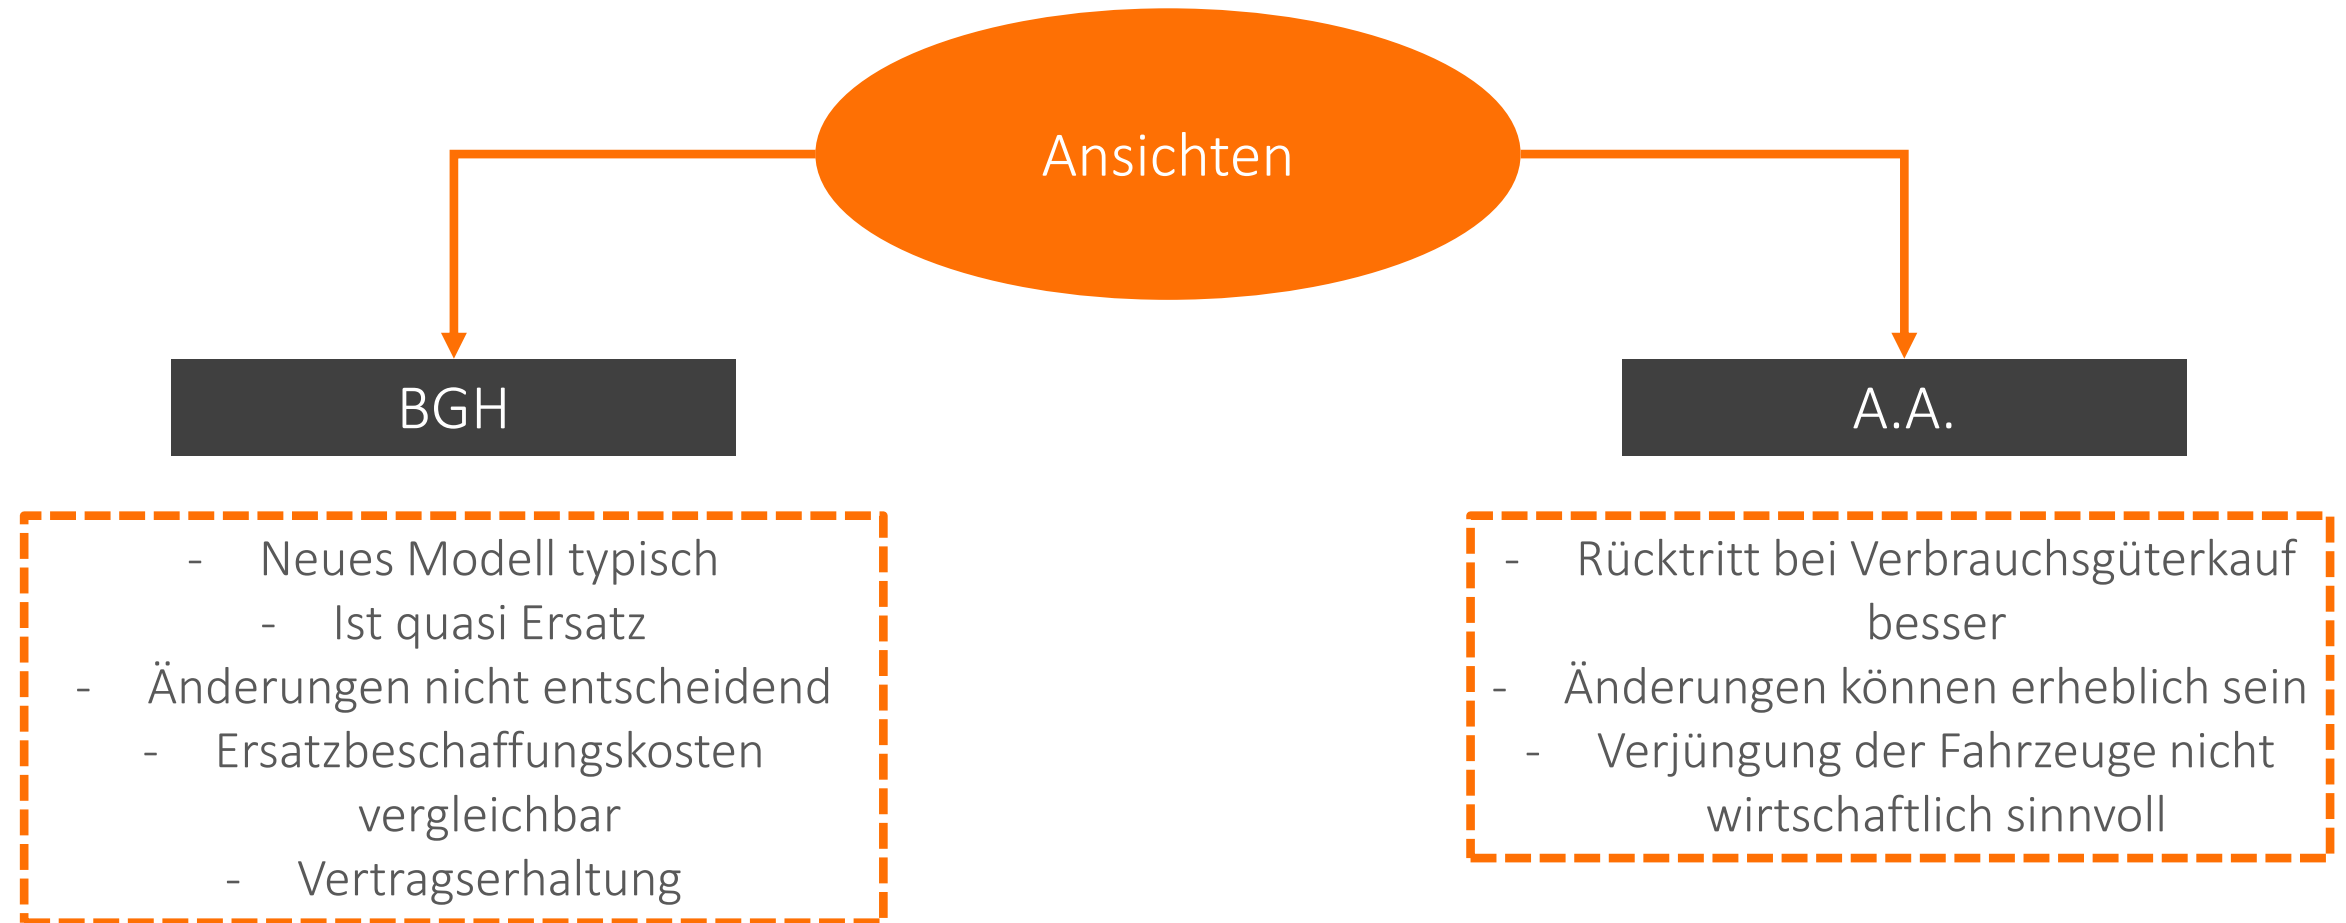 Ansichten
BGH
- Neues Modell typisch
- Ist quasi Ersatz
- Änderungen nicht entscheidend
- Ersatzbeschaffungskosten
vergleichbar
- Vertragserhaltung
A.A.
- Rücktritt bei Verbrauchsgüterkauf
besser
- Änderungen können erheblich sein
- Verjüngung der Fahrzeuge nicht
wirtschaftlich sinnvoll